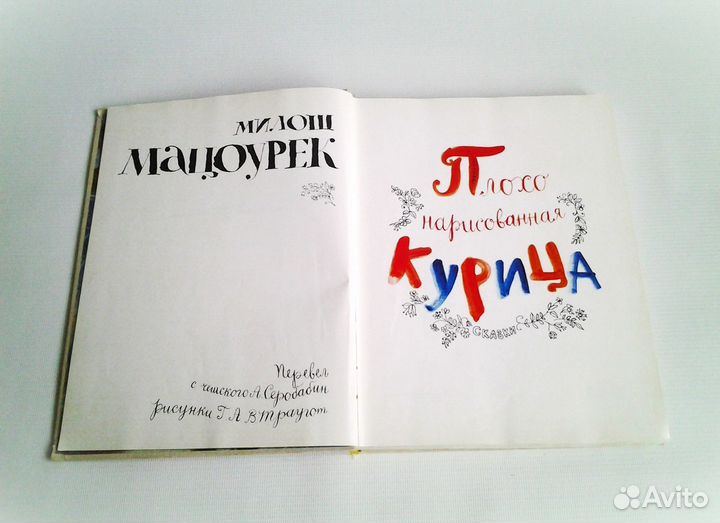 МИЛОШ
МАЦОУРЕК
Перевел
с чешского А. Серобабин
рисунки Г. А. В. Траугот
Плохо
нарисованная
КУРИЦА
СКАЗКИ
Avito